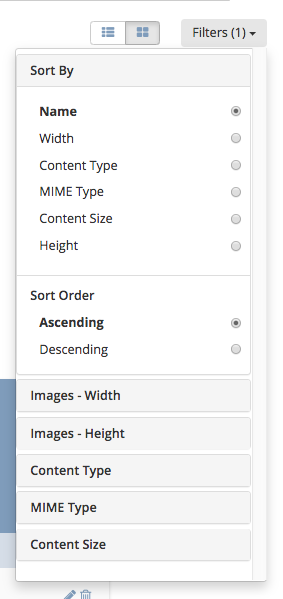 Filters (1)
Sort By
Name
Width
Content Type
MIME Type
Content Size
Height
Sort Order
Ascending
Descending
Images - Width
Images - Height
Content Type
MIME Type
Content Size